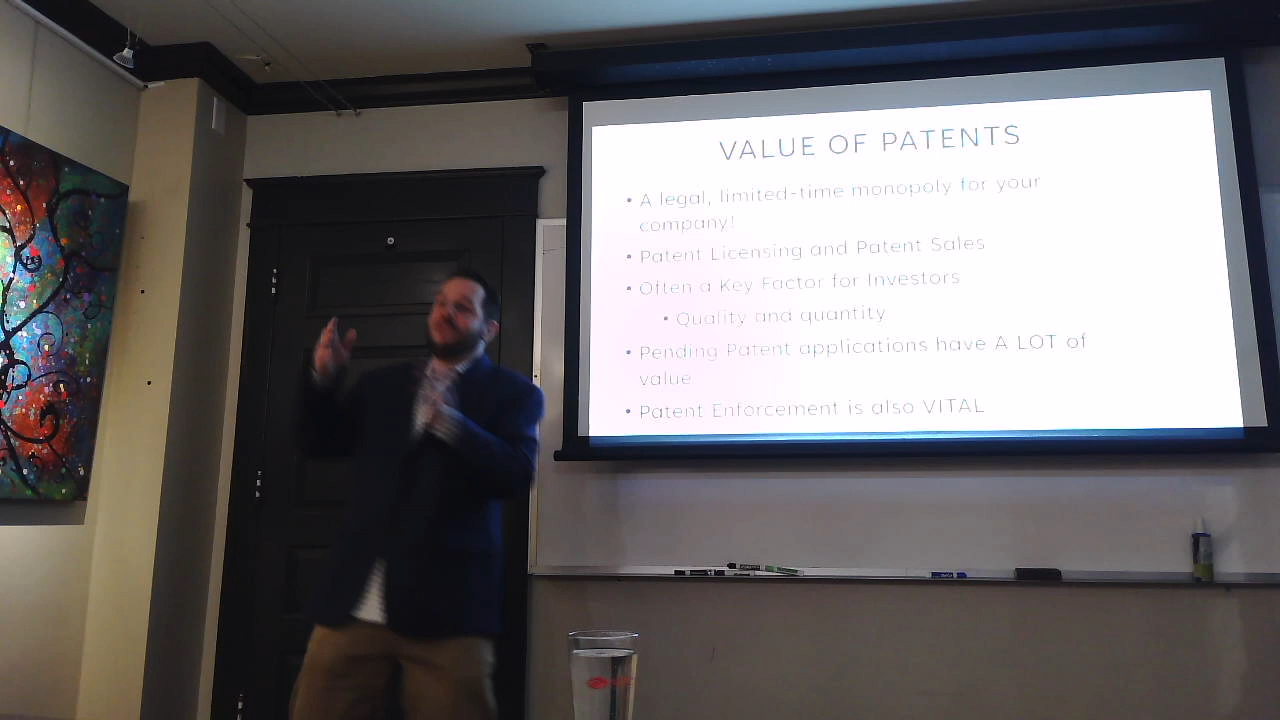 VALUE OF PATENTS
• A legal, limited-time monopoly for your
company!
• Patent Licensing and Patent Sales
• Often a Key Factor for Investors
• Quality and quantity
• Pending Patent applications have A LOT of
value
• Patent Enforcement is also VITAL